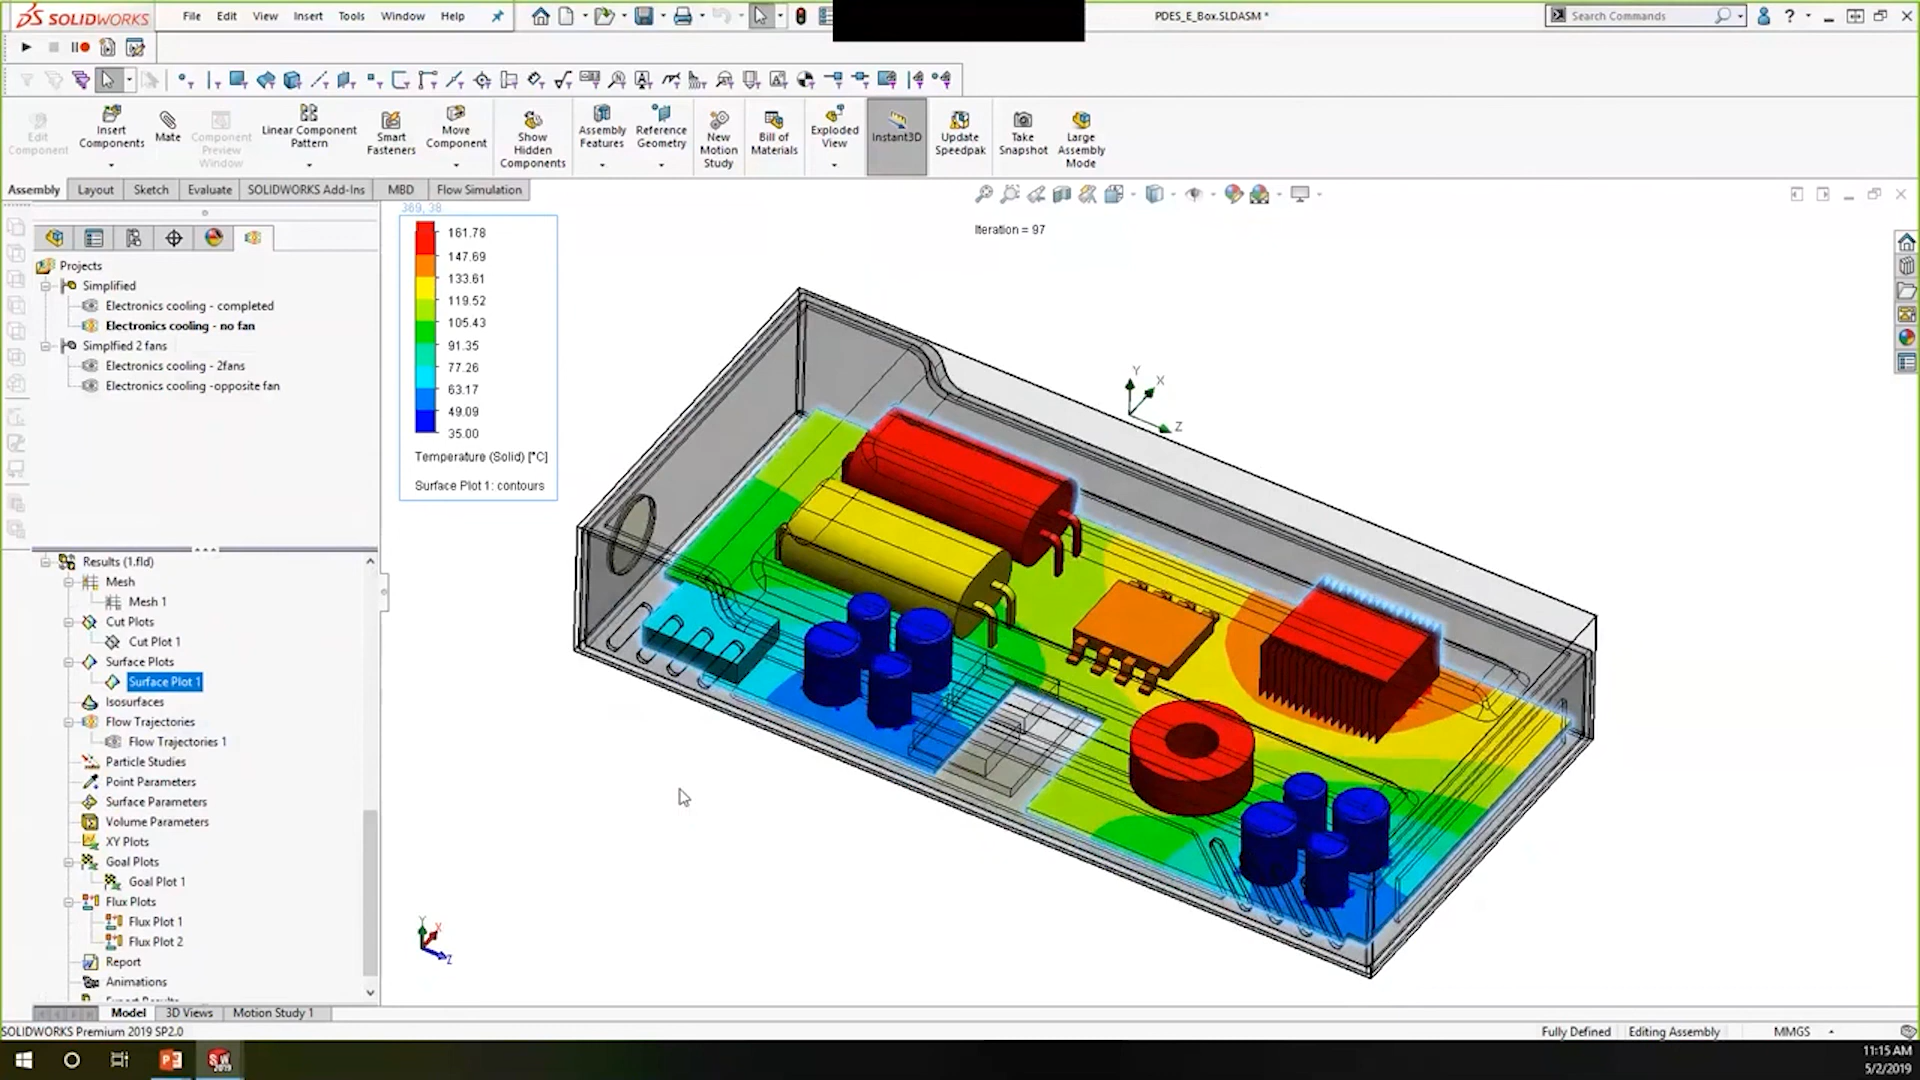 SOLIDWORKS
File Edit View Insert Tools Window Help
PDES_E_Box.SLDASM *
Search Commands
?
Edit Component
Insert Components
Mate
Component Preview Window
Linear Component Pattern
Smart Fasteners
Move Component
Show Hidden Components
Assembly Features
Reference Geometry
New Motion Study
Bill of Materials
Exploded View
Instant3D
Update Speedpak
Take Snapshot
Large Assembly Mode
Assembly Layout Sketch Evaluate SOLIDWORKS Add-Ins MBD Flow Simulation
369, 38
Iteration = 97
161.78
147.69
133.61
119.52
105.43
91.35
77.26
63.17
49.09
35.00
Temperature (Solid) [°C]
Surface Plot 1: contours
Projects
Simplified
Electronics cooling - completed
Electronics cooling - no fan
Simplfied 2 fans
Electronics cooling - 2fans
Electronics cooling -opposite fan
Results (1.fld)
Mesh
Mesh 1
Cut Plots
Cut Plot 1
Surface Plots
Surface Plot 1
Isosurfaces
Flow Trajectories
Flow Trajectories 1
Particle Studies
Point Parameters
Surface Parameters
Volume Parameters
XY Plots
Goal Plots
Goal Plot 1
Flux Plots
Flux Plot 1
Flux Plot 2
Report
Animations
Y
X
Z
Y
X
Z
Model 3D Views Motion Study 1
SOLIDWORKS Premium 2019 SP2.0
Fully Defined Editing Assembly MMGS
11:15 AM
5/2/2019